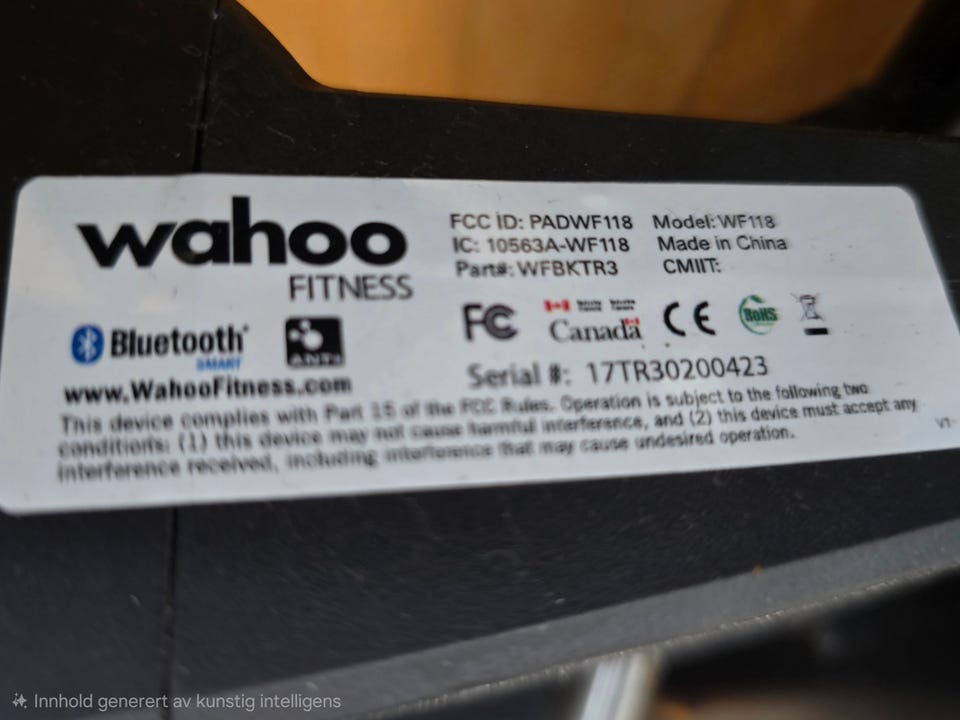 wahoo
FITNESS
FCC ID: PADWF118 Model: WF118
IC: 10563A-WF118 Made in China
Part#: WFBKTR3 CMIIT:
Bluetooth
SMART
ANT+
FC
Canada
CE
RoHS
www.WahooFitness.com
Serial #: 17TR30200423
This device complies with Part 15 of the FCC Rules. Operation is subject to the following two
conditions: (1) this device may not cause harmful interference, and (2) this device must accept any
interference received, including interference that may cause undesired operation.
V1
Innhold generert av kunstig intelligens